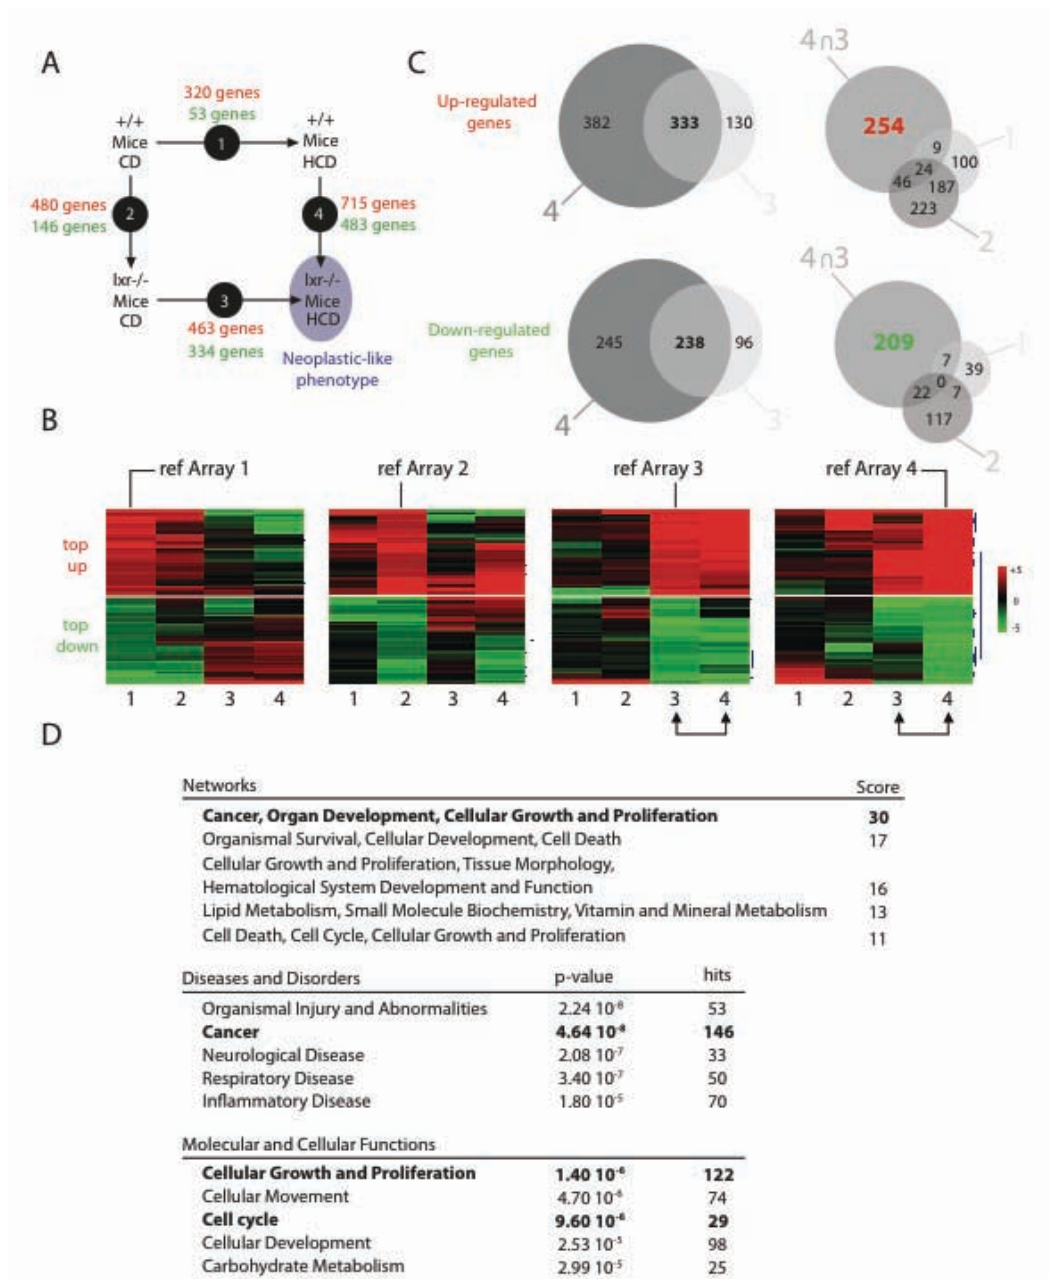 A
C
320 genes
53 genes
+/+
Mice
CD
1
+/+
Mice
HCD
480 genes
146 genes
2
4
715 genes
483 genes
lxr-/-
Mice
CD
3
lxr-/-
Mice
HCD
463 genes
334 genes
Neoplastic-like
phenotype
Up-regulated
genes
382
333
130
4
3
4∩3
254
9
1
100
24
46
187
223
2
Down-regulated
genes
245
238
96
4
3
4∩3
209
7
1
39
0
22
7
117
2
B
ref Array 1
ref Array 2
ref Array 3
ref Array 4
top
up
top
down
+5
0
-5
1 2 3 4
1 2 3 4
1 2 3 4
1 2 3 4
D
Networks Score
Cancer, Organ Development, Cellular Growth and Proliferation 30
Organismal Survival, Cellular Development, Cell Death 17
Cellular Growth and Proliferation, Tissue Morphology,
Hematological System Development and Function 16
Lipid Metabolism, Small Molecule Biochemistry, Vitamin and Mineral Metabolism 13
Cell Death, Cell Cycle, Cellular Growth and Proliferation 11
Diseases and Disorders p-value hits
Organismal Injury and Abnormalities 2.24 10⁻⁸ 53
Cancer 4.64 10⁻⁸ 146
Neurological Disease 2.08 10⁻⁷ 33
Respiratory Disease 3.40 10⁻⁷ 50
Inflammatory Disease 1.80 10⁻⁵ 70
Molecular and Cellular Functions
Cellular Growth and Proliferation 1.40 10⁻⁶ 122
Cellular Movement 4.70 10⁻⁶ 74
Cell cycle 9.60 10⁻⁶ 29
Cellular Development 2.53 10⁻⁵ 98
Carbohydrate Metabolism 2.99 10⁻⁵ 25